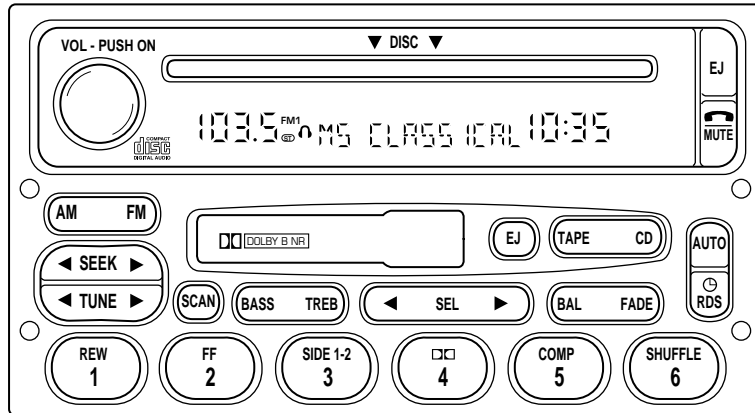 VOL - PUSH ON
▼ DISC ▼
EJ
103.5 FM1 ST MS CLASSICAL 10:35
COMPACT
disc
DIGITAL AUDIO
MUTE
AM FM
DOLBY B NR
EJ
TAPE CD
AUTO
◀ SEEK ▶
◀ TUNE ▶
SCAN
BASS TREB
◀ SEL ▶
BAL FADE
RDS
REW
1
FF
2
SIDE 1-2
3
4
COMP
5
SHUFFLE
6